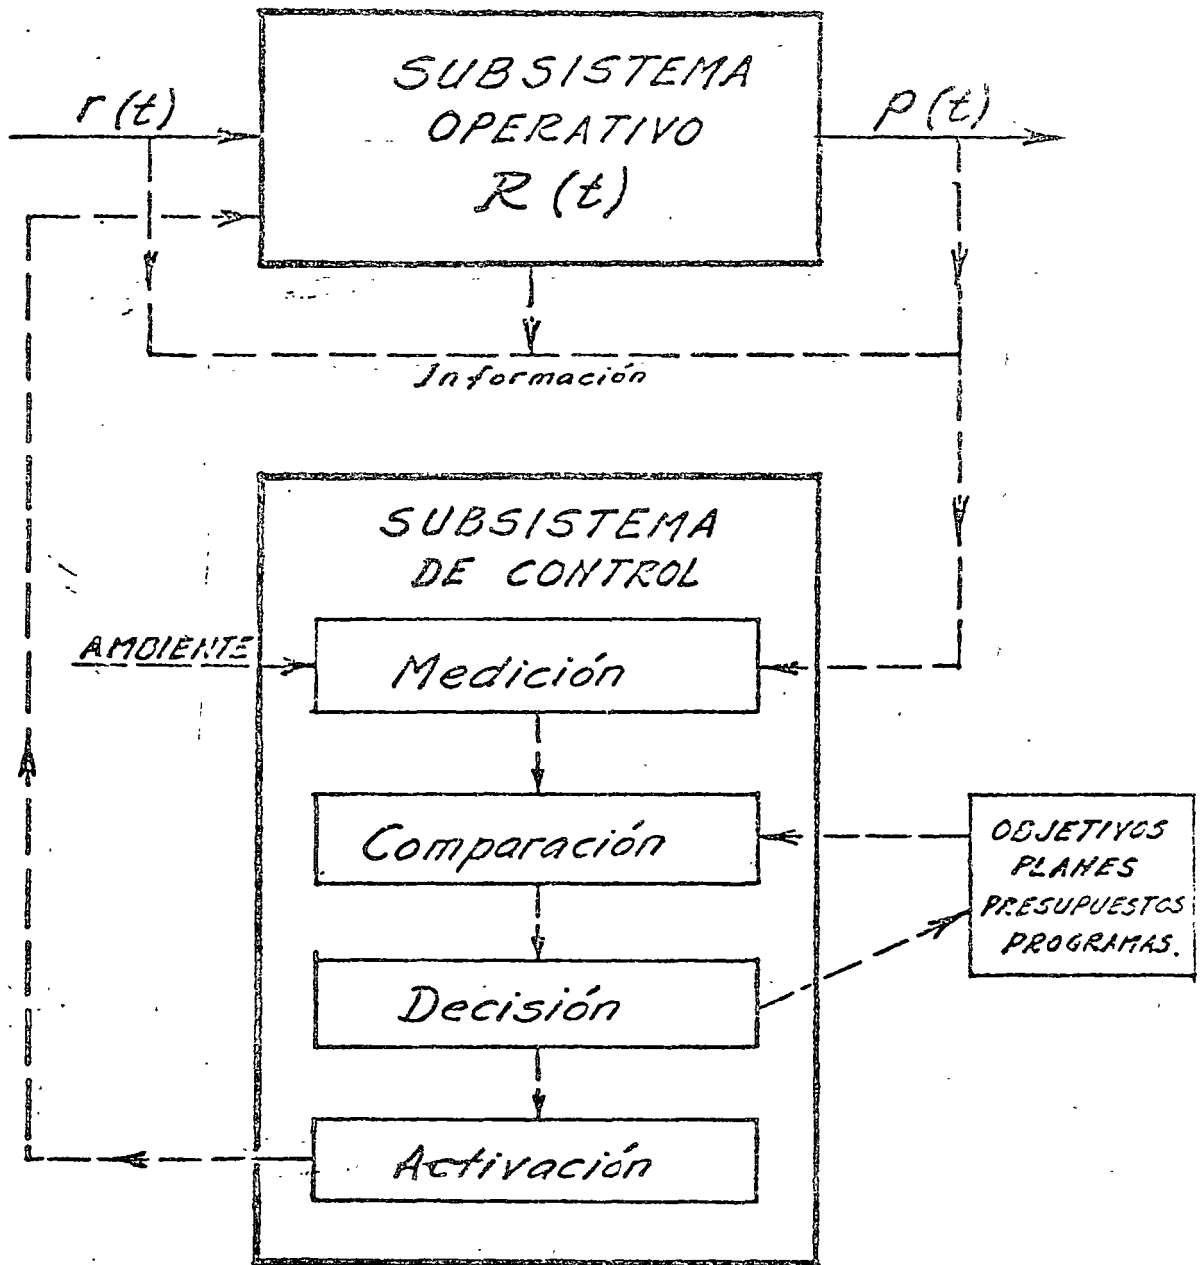 SUBSISTEMA
OPERATIVO
R(t)
r(t)
p(t)
Información
SUBSISTEMA
DE CONTROL
AMBIENTE
Medición
Comparación
OBJETIVOS
PLANES
PRESUPUESTOS
PROGRAMAS.
Decisión
Activación